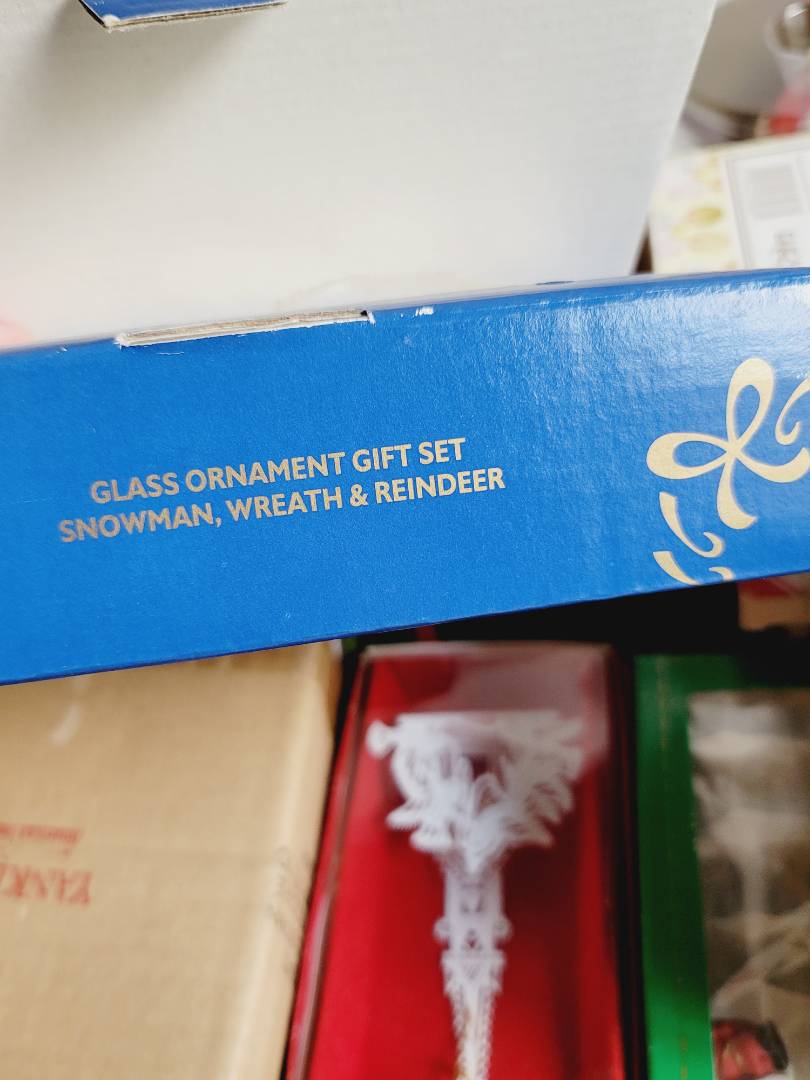 GLASS ORNAMENT GIFT SET
SNOWMAN, WREATH & REINDEER